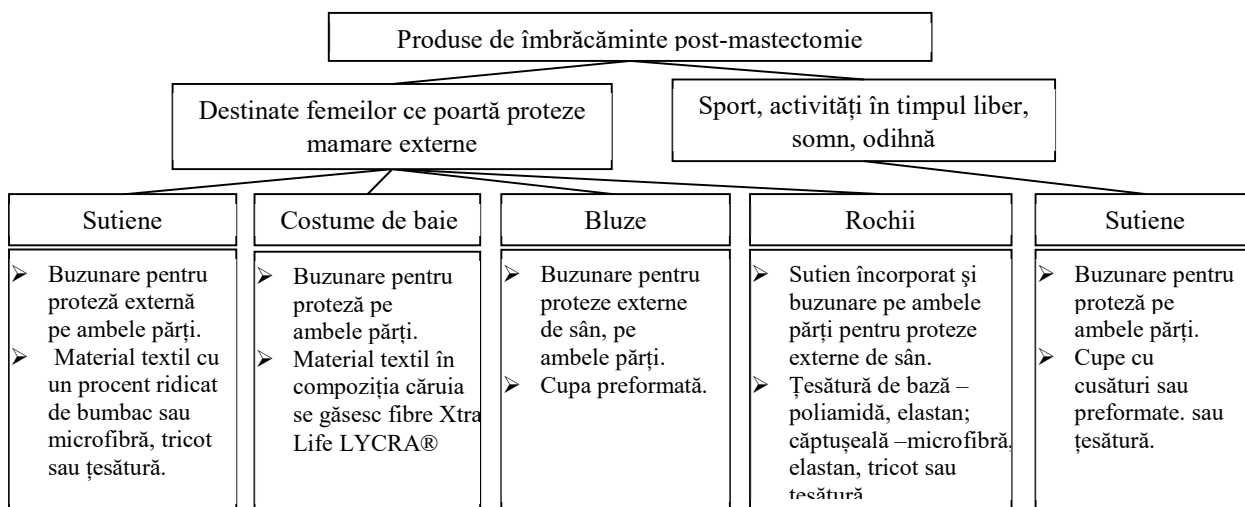 Produse de îmbrăcăminte post-mastectomie
Destinate femeilor ce poartă proteze
mamare externe
Sport, activități în timpul liber,
somn, odihnă
Sutiene
➢ Buzunare pentru
proteză externă
pe ambele părți.
➢ Material textil cu
un procent ridicat
de bumbac sau
microfibră, tricot
sau țesătură.
Costume de baie
➢ Buzunare pentru
proteză pe
ambele părți.
➢ Material textil în
compoziția căruia
se găsesc fibre Xtra
Life LYCRA®
Bluze
➢ Buzunare pentru
proteze externe
de sân, pe
ambele părți.
➢ Cupa preformată.
Rochii
➢ Sutien încorporat şi
buzunare pe ambele
părți pentru proteze
externe de sân.
➢ Țesătură de bază –
poliamidă, elastan;
căptușeală –microfibră,
elastan, tricot sau
țesătură
Sutiene
➢ Buzunare pentru
proteză pe
ambele părți.
➢ Cupe cu
cusături sau
preformate. sau
țesătură.